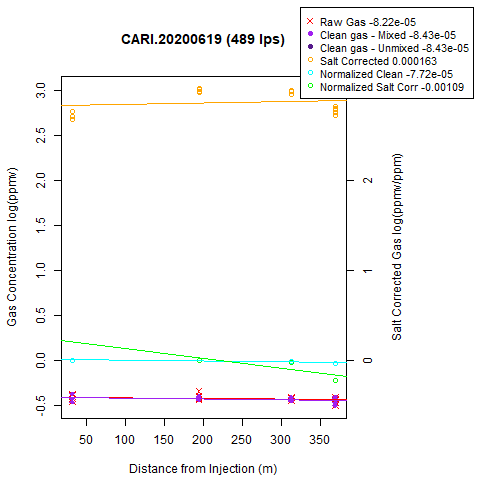 CARI.20200619 (489 lps)
Raw Gas -8.22e-05
Clean gas - Mixed -8.43e-05
Clean gas - Unmixed -8.43e-05
Salt Corrected 0.000163
Normalized Clean -7.72e-05
Normalized Salt Corr -0.00109
Gas Concentration log(ppmv)
3.0
2.5
2.0
1.5
1.0
0.5
0.0
-0.5
50 100 150 200 250 300 350
Distance from Injection (m)
2
1
0
Salt Corrected Gas log(ppmv/ppm)